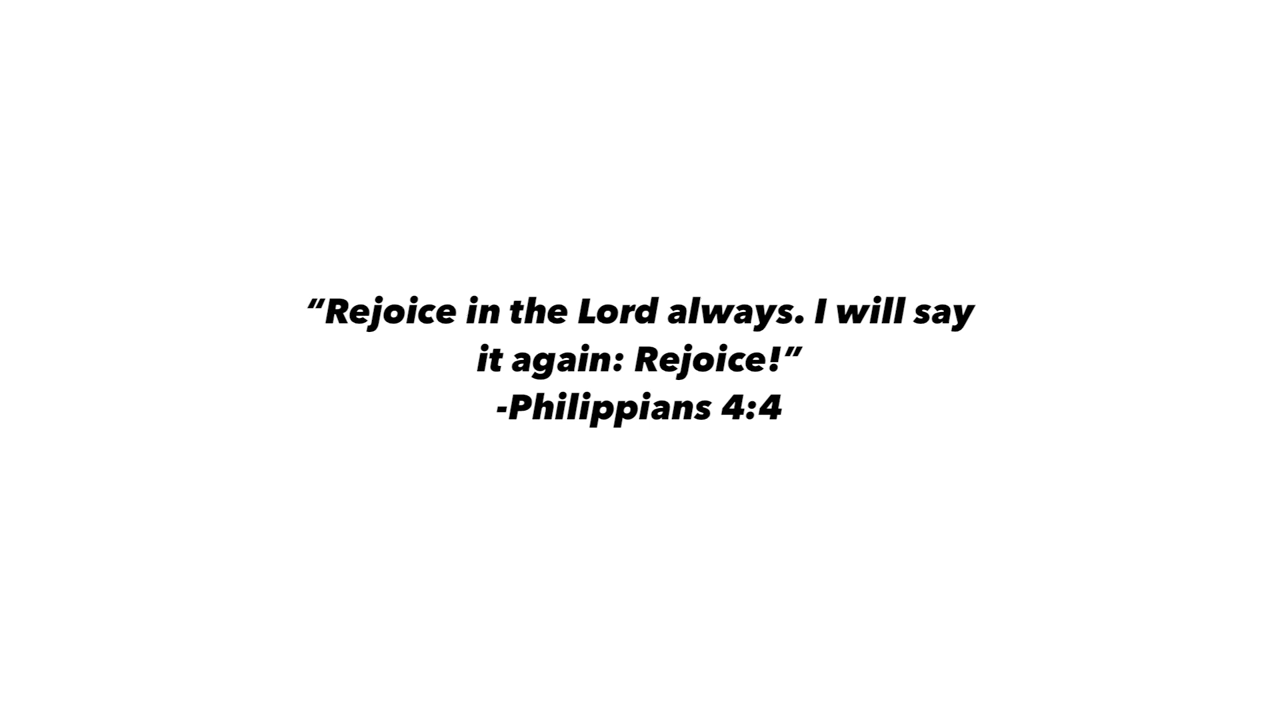 “Rejoice in the Lord always. I will say
it again: Rejoice!”
-Philippians 4:4